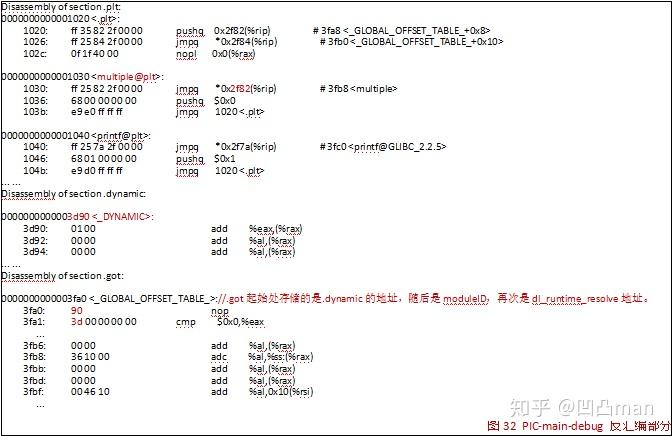 Disassembly of section .plt:
0000000000001020 <.plt>:
1020: ff 35 82 2f 00 00 pushq 0x2f82(%rip) # 3fa8 <_GLOBAL_OFFSET_TABLE_+0x8>
1026: ff 25 84 2f 00 00 jmpq *0x2f84(%rip) # 3fb0 <_GLOBAL_OFFSET_TABLE_+0x10>
102c: 0f 1f 40 00 nopl 0x0(%rax)
0000000000001030 <multiple@plt>:
1030: ff 25 82 2f 00 00 jmpq *0x2f82(%rip) # 3fb8 <multiple>
1036: 68 00 00 00 00 pushq $0x0
103b: e9 e0 ff ff ff jmpq 1020 <.plt>
0000000000001040 <printf@plt>:
1040: ff 25 7a 2f 00 00 jmpq *0x2f7a(%rip) # 3fc0 <printf@GLIBC_2.2.5>
1046: 68 01 00 00 00 pushq $0x1
104b: e9 d0 ff ff ff jmpq 1020 <.plt>
... ...
Disassembly of section .dynamic:
0000000000003d90 <_DYNAMIC>:
3d90: 01 00 add %eax,(%rax)
3d92: 00 00 add %al,(%rax)
3d94: 00 00 add %al,(%rax)
... ...
Disassembly of section .got:
0000000000003fa0 <_GLOBAL_OFFSET_TABLE_>://.got 起始处存储的是.dynamic 的地址，随后是 moduleID，再次是 dl_runtime_resolve 地址。
3fa0: 90 nop
3fa1: 3d 00 00 00 00 cmp $0x0,%eax
...
3fb6: 00 00 add %al,(%rax)
3fb8: 36 10 00 adc %al,%ss:(%rax)
3fbb: 00 00 add %al,(%rax)
3fbd: 00 00 add %al,(%rax)
3fbf: 00 46 10 add %al,0x10(%rsi)
...
知乎 @凹凸man
图 32 PIC-main-debug 反汇编部分